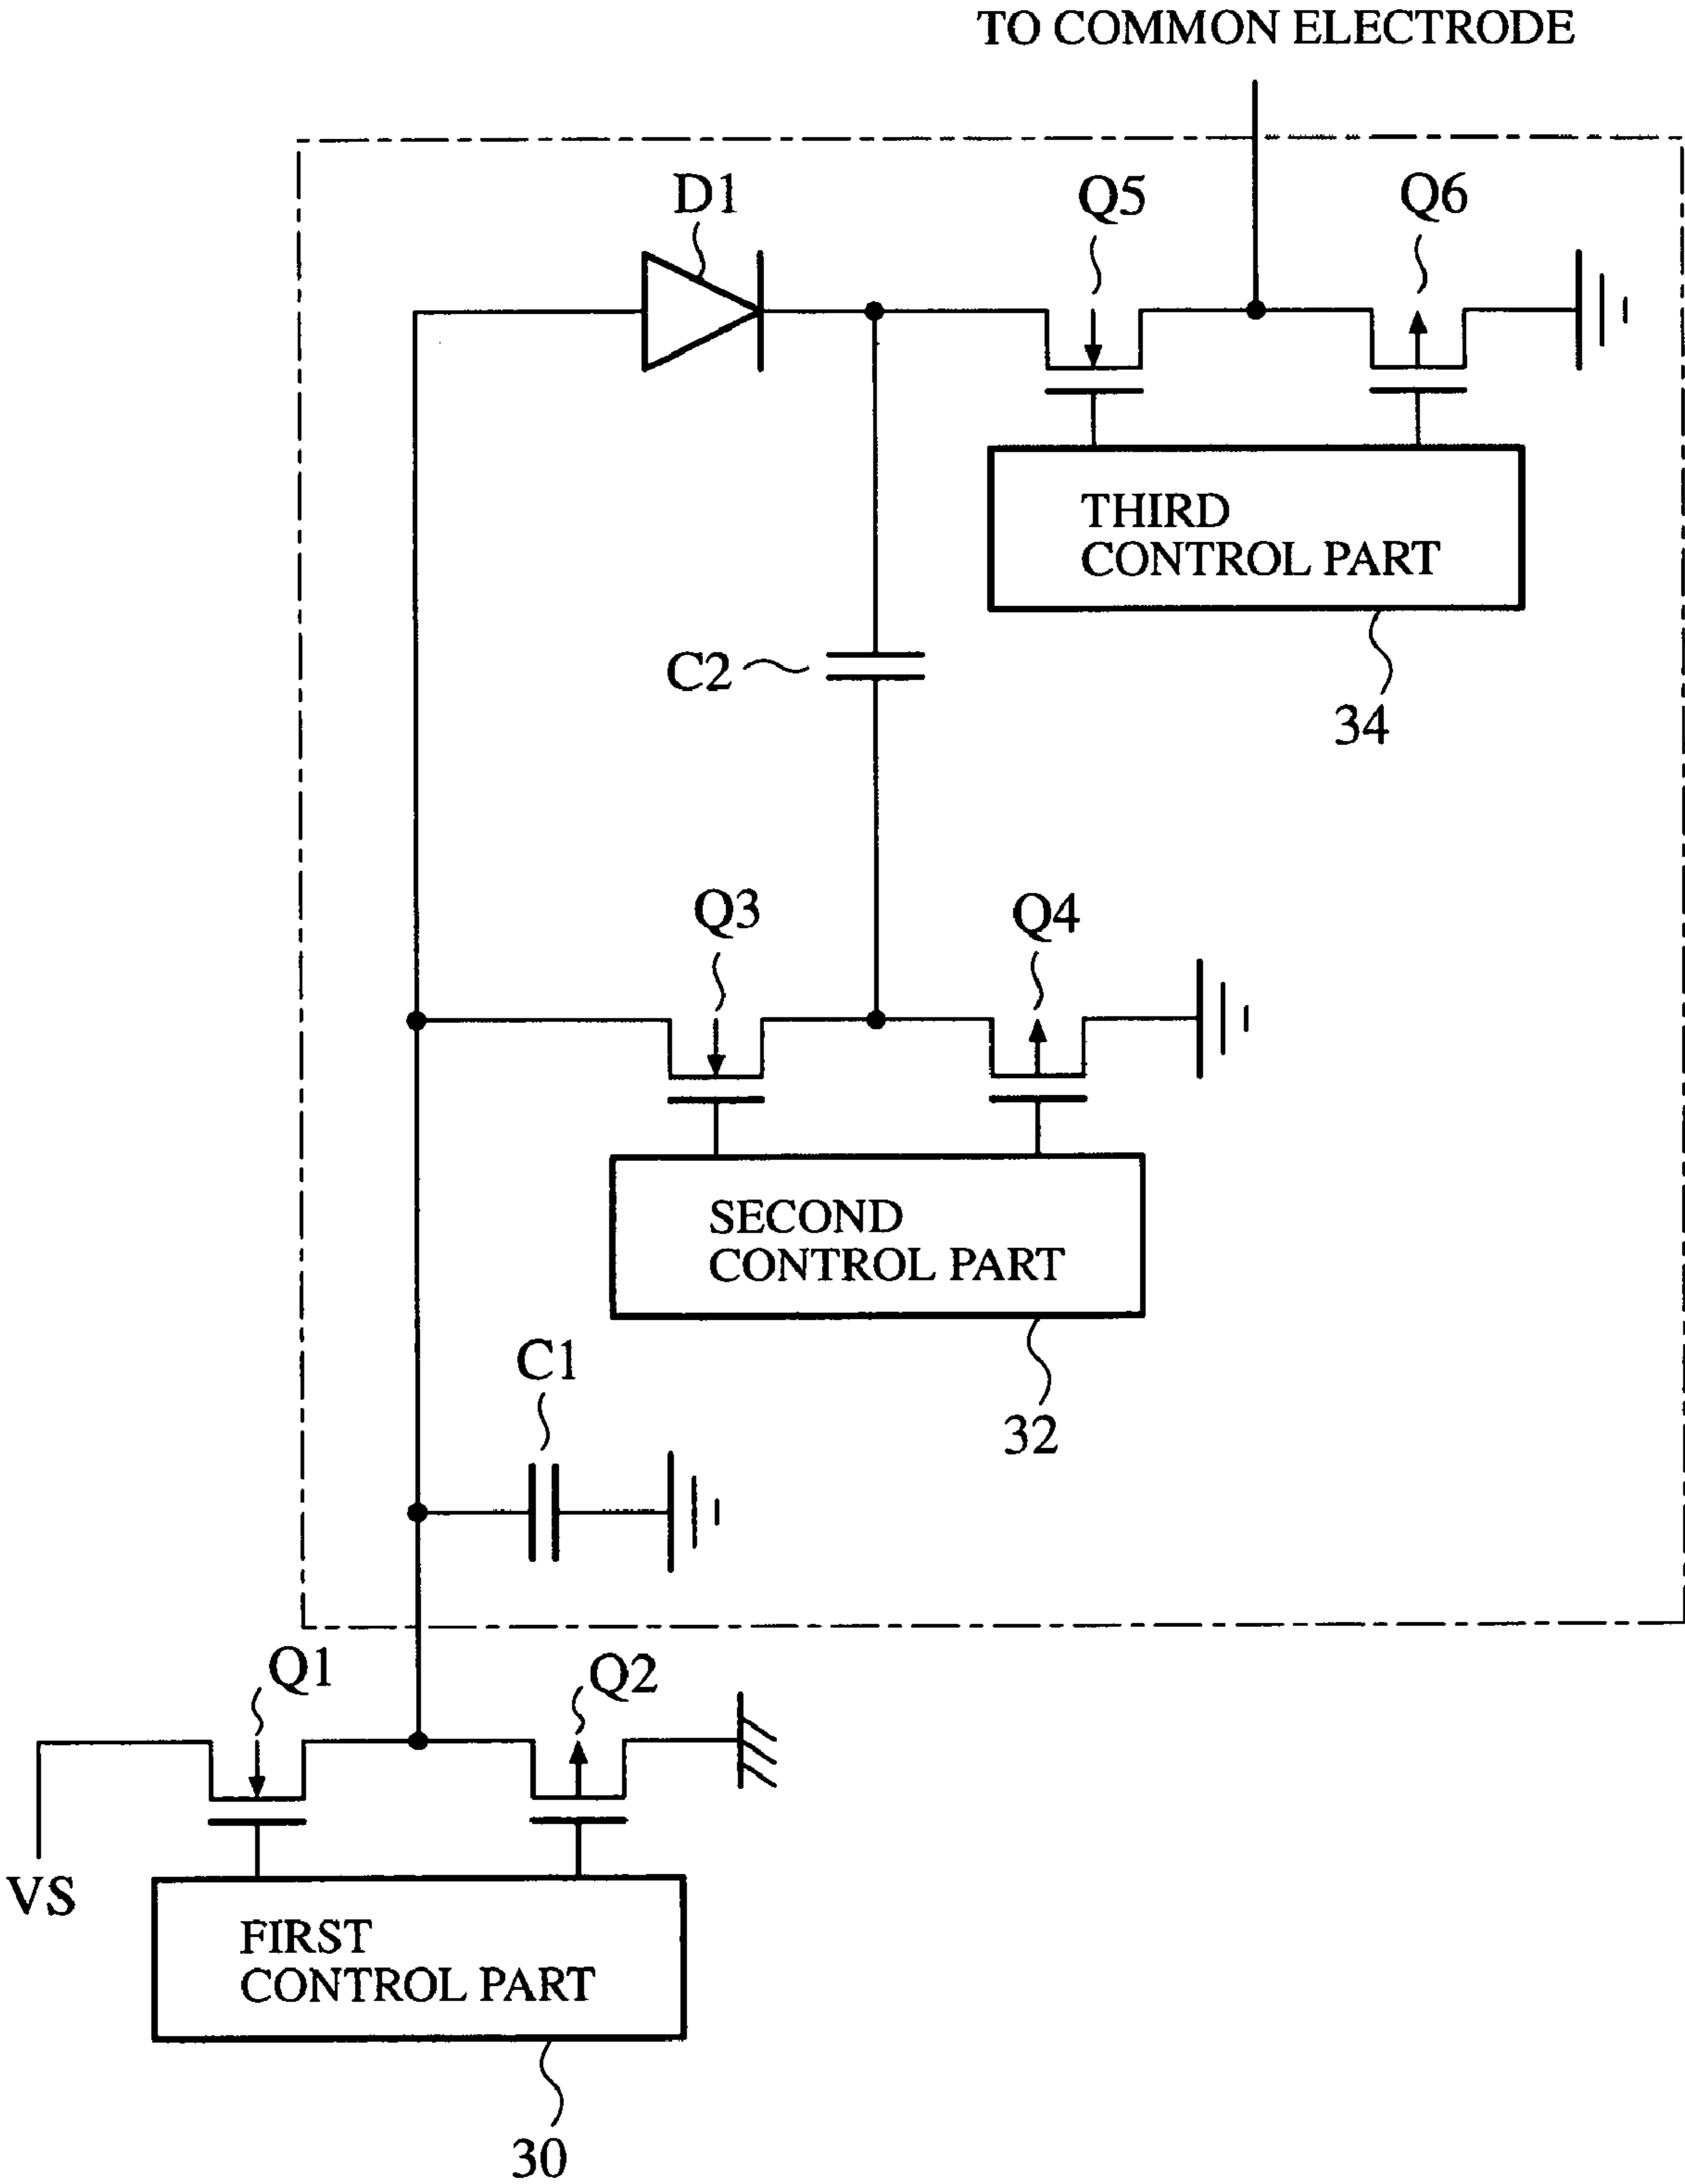 TO COMMON ELECTRODE
D1
Q5
Q6
THIRD
CONTROL PART
C2
34
Q3
Q4
SECOND
CONTROL PART
C1
32
Q1
Q2
VS
FIRST
CONTROL PART
30